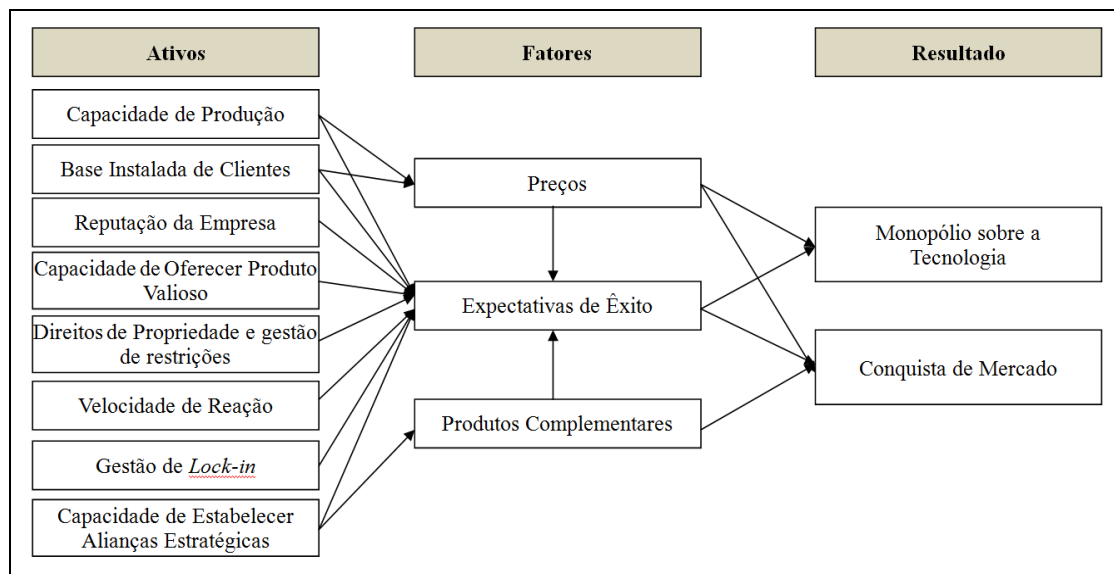 Ativos
Fatores
Resultado
Capacidade de Produção
Base Instalada de Clientes
Reputação da Empresa
Capacidade de Oferecer Produto
Valioso
Direitos de Propriedade e gestão
de restrições
Velocidade de Reação
Gestão de Lock-in
Capacidade de Estabelecer
Alianças Estratégicas
Preços
Expectativas de Êxito
Produtos Complementares
Monopólio sobre a
Tecnologia
Conquista de Mercado